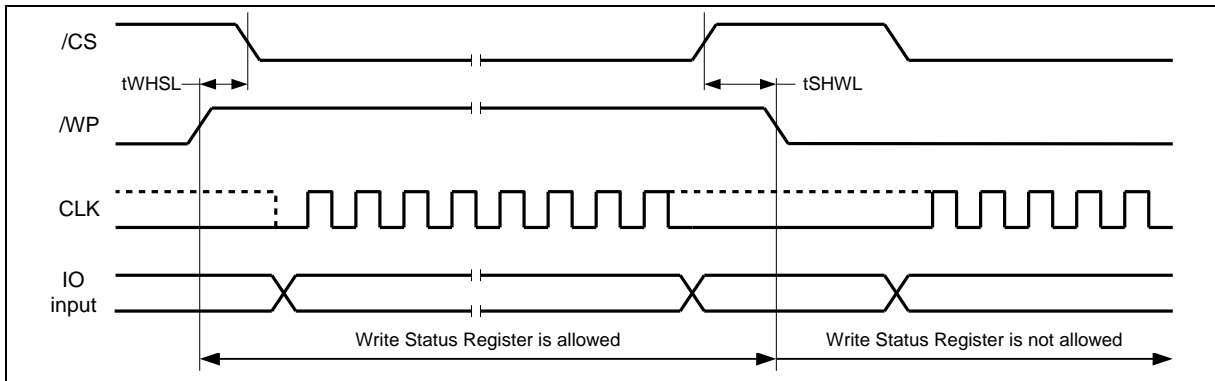 /CS
tWHSL
tSHWL
/WP
CLK
IO
input
Write Status Register is allowed
Write Status Register is not allowed